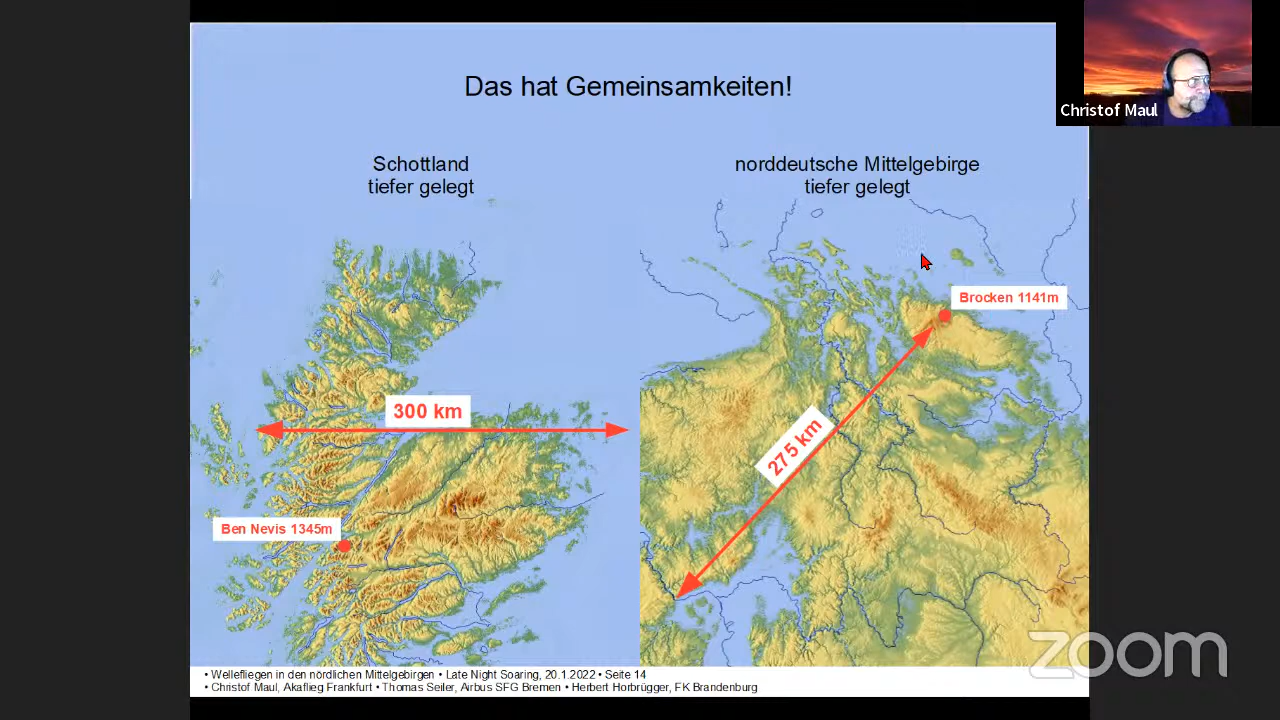 Das hat Gemeinsamkeiten!
Christof Maul
Schottland
tiefer gelegt
norddeutsche Mittelgebirge
tiefer gelegt
Brocken 1141m
300 km
275 km
Ben Nevis 1345m
zoom
• Wellefliegen in den nördlichen Mittelgebirgen • Late Night Soaring, 20.1.2022 • Seite 14
• Christof Maul, Akaflieg Frankfurt • Thomas Seiler, Airbus SFG Bremen • Herbert Horbrügger, FK Brandenburg